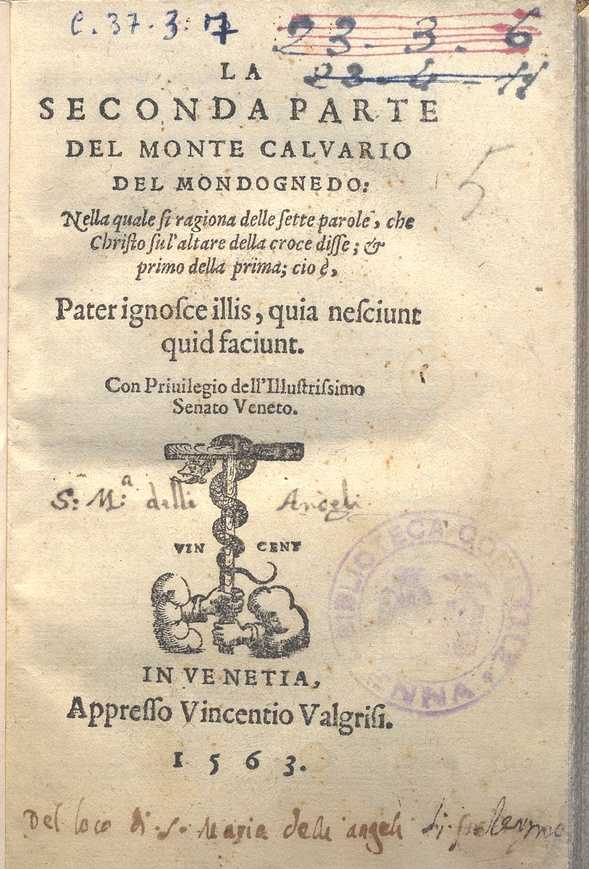 C. 37. 3. 7
23. 3. 6
23-4-
LA
SECONDA PARTE
DEL MONTE CALVARIO
DEL MONDOGNEDO:
5
Nella quale ſi ragiona delle ſette parole, che
Chriſto ſul'altare della croce diſſe; &
primo della prima; cio è,
Pater ignoſce illis, quia neſciunt
quid faciunt.
Con Priuilegio dell'Illuſtriſsimo
Senato Veneto.
S: M.ª delli Angeli
VIN CENT
BIBLIOTECA
IN VENETIA,
Appreſſo Vincentio Valgriſi.
1563.
Del loco di S. Maria delli angeli di